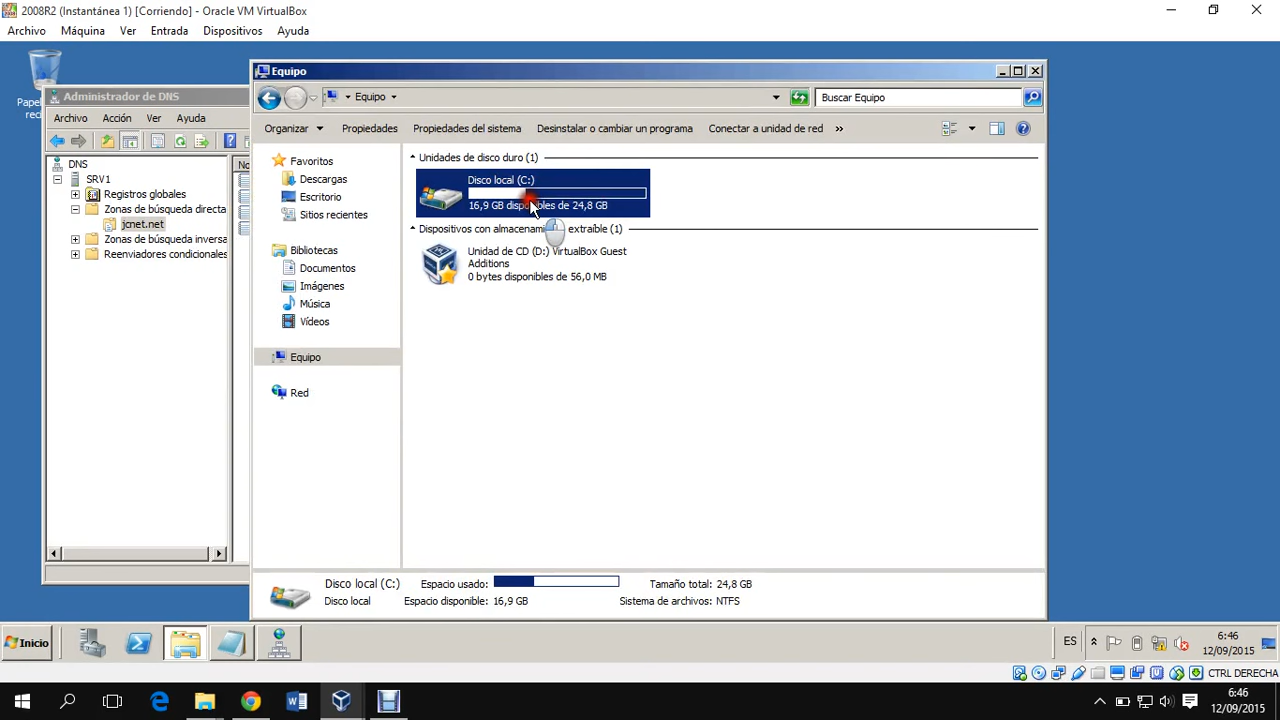 2008R2 (Instantánea 1) [Corriendo] - Oracle VM VirtualBox
Archivo Máquina Ver Entrada Dispositivos Ayuda
Equipo
Administrador de DNS
Equipo
Buscar Equipo
Archivo Acción Ver Ayuda
Organizar Propiedades Propiedades del sistema Desinstalar o cambiar un programa Conectar a unidad de red »
DNS
SRV1
Registros globales
Zonas de búsqueda directa
jcnet.net
Zonas de búsqueda inversa
Reenviadores condicionales
Favoritos
Descargas
Escritorio
Sitios recientes
Bibliotecas
Documentos
Imágenes
Música
Vídeos
Equipo
Red
Unidades de disco duro (1)
Disco local (C:)
16,9 GB disponibles de 24,8 GB
Dispositivos con extraíble (1)
Unidad de CD (D:) VirtualBox Guest
Additions
0 bytes disponibles de 56,0 MB
Disco local (C:) Espacio usado: Tamaño total: 24,8 GB
Disco local Espacio disponible: 16,9 GB Sistema de archivos: NTFS
Inicio
ES
6:46
12/09/2015
CTRL DERECHA
6:46
12/09/2015